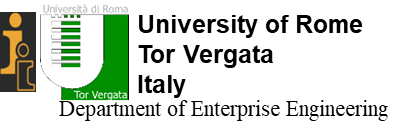 Università di Roma
Tor Vergata
University of Rome
Tor Vergata
Italy
Department of Enterprise Engineering